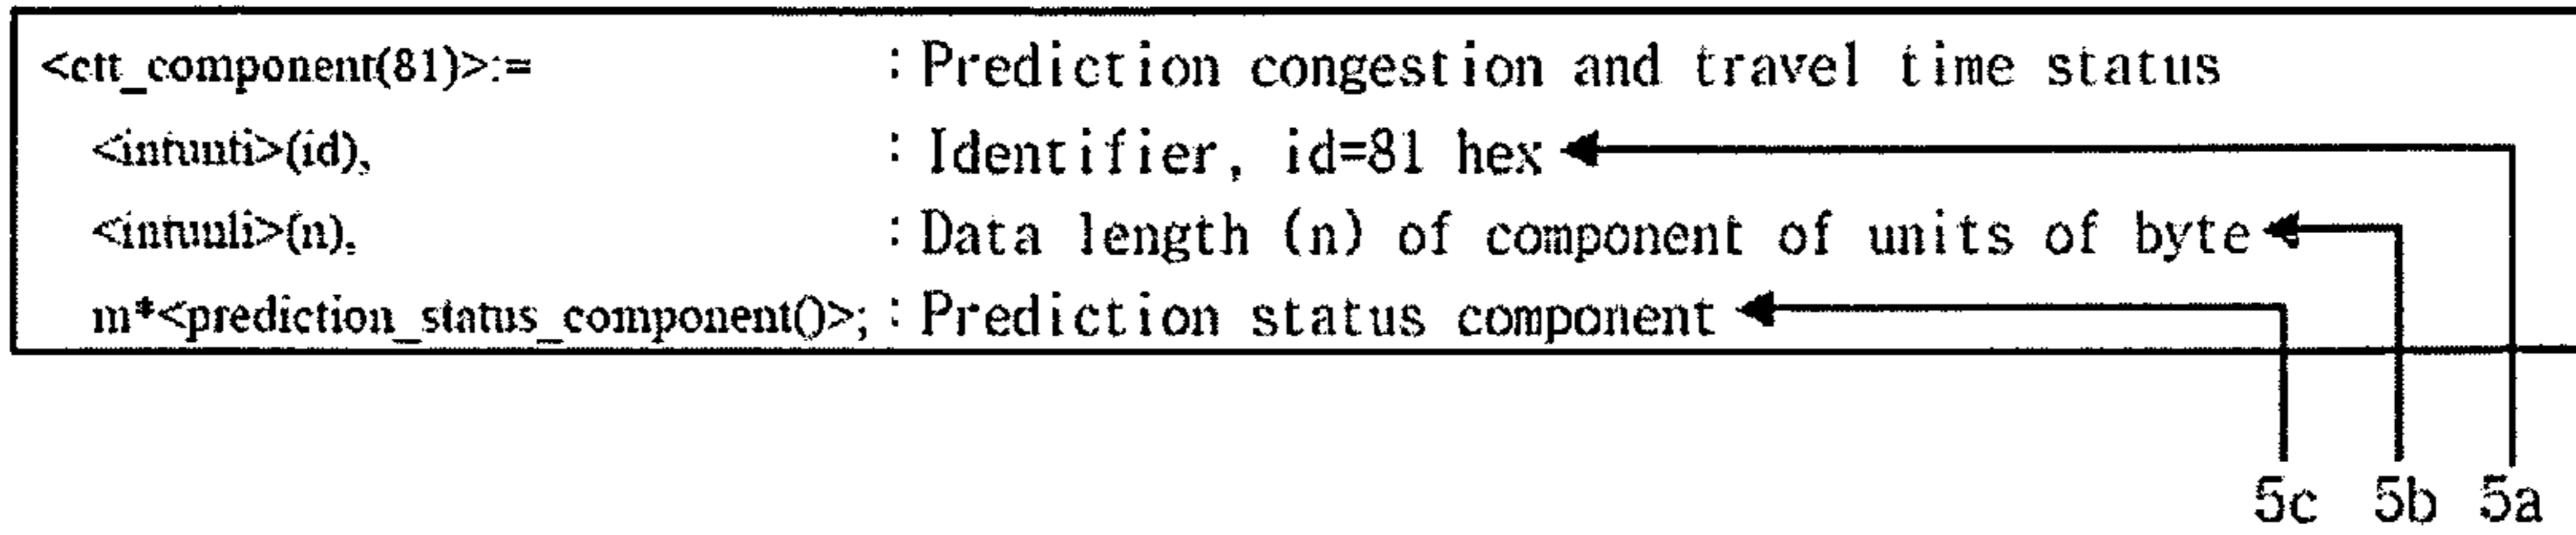 <ctt_component(81)>:= : Prediction congestion and travel time status
<intunti>(id), : Identifier, id=81 hex
<intunli>(n), : Data length (n) of component of units of byte
m*<prediction_status_component()>; : Prediction status component
5c 5b 5a